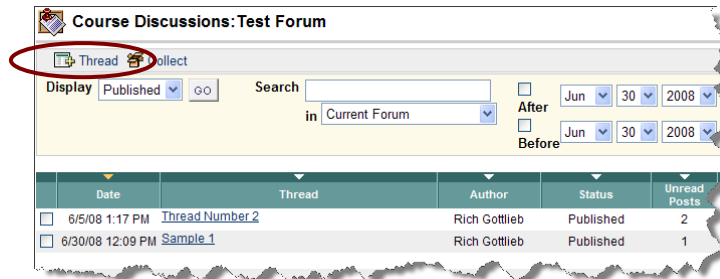 Course Discussions: Test Forum
Thread Collect
Display Published GO Search
in Current Forum
After Jun 30 2008
Before Jun 30 2008
Date Thread Author Status Unread Posts
6/5/08 1:17 PM Thread Number 2 Rich Gottlieb Published 2
6/30/08 12:09 PM Sample 1 Rich Gottlieb Published 1